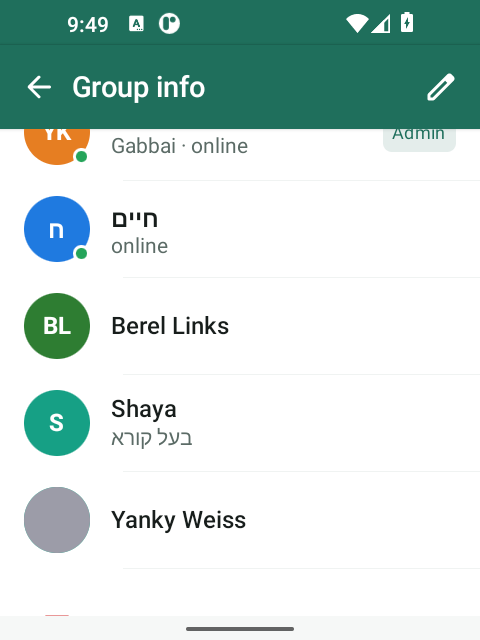 9:49
A
Group info
YK
Gabbai · online
Admin
ח
חיים
online
BL
Berel Links
S
Shaya
בעל קורא
Yanky Weiss